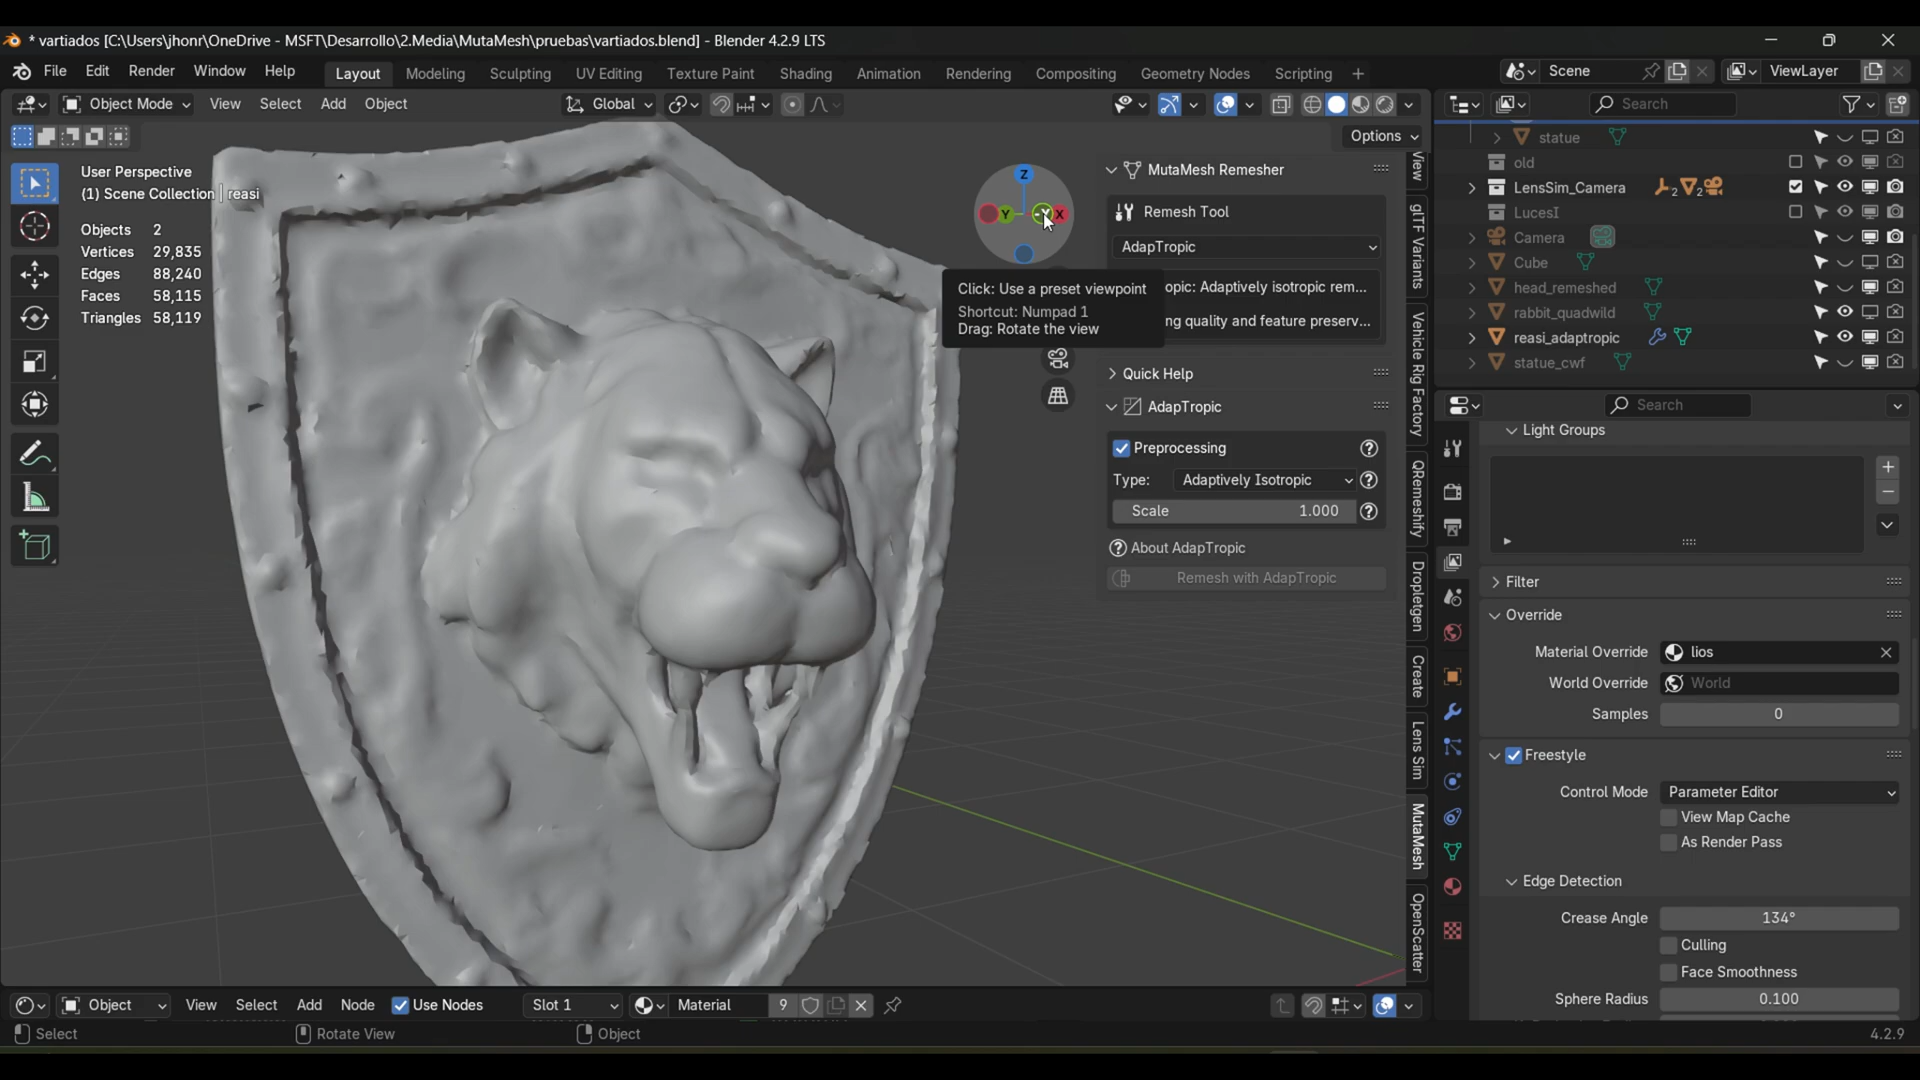 * vartiados [C:\Users\jhonr\OneDrive - MSFT\Desarrollo\2.Media\MutaMesh\pruebas\vartiados.blend] - Blender 4.2.9 LTS
File Edit Render Window Help Layout Modeling Sculpting UV Editing Texture Paint Shading Animation Rendering Compositing Geometry Nodes Scripting + Scene ViewLayer
Object Mode View Select Add Object Global Search
Options
User Perspective
(1) Scene Collection | reasi
Objects 2
Vertices 29,835
Edges 88,240
Faces 58,115
Triangles 58,119
Z
Y
-Y
X
Click: Use a preset viewpoint
Shortcut: Numpad 1
Drag: Rotate the view
MutaMesh Remesher
Remesh Tool
AdapTropic
opic: Adaptively isotropic rem...
ng quality and feature preserv...
Quick Help
AdapTropic
Preprocessing
Type: Adaptively Isotropic
Scale 1.000
About AdapTropic
Remesh with AdapTropic
View
glTF Variants
Vehicle Rig Factory
QRemeshify
Dropletgen
Create
Lens Sim
MutaMesh
OpenScatter
statue
old
LensSim_Camera 2 2
LucesI
Camera
Cube
head_remeshed
rabbit_quadwild
reasi_adaptropic
statue_cwf
Search
Light Groups
Filter
Override
Material Override lios
World Override World
Samples 0
Freestyle
Control Mode Parameter Editor
View Map Cache
As Render Pass
Edge Detection
Crease Angle 134°
Culling
Face Smoothness
Sphere Radius 0.100
Object View Select Add Node Use Nodes Slot 1 Material 9
Select Rotate View Object 4.2.9